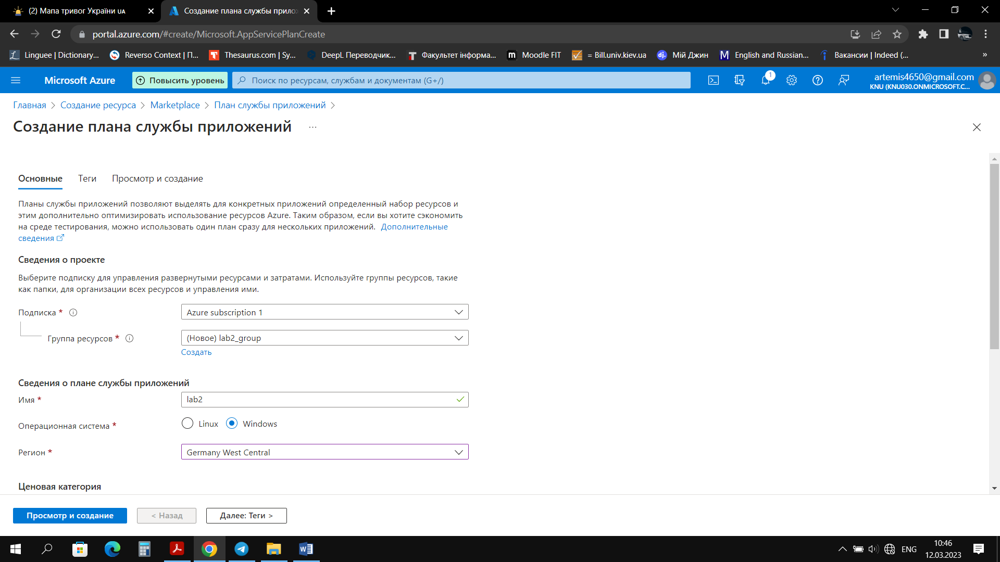 (2) Мапа тривог України UA
Создание плана службы прило
portal.azure.com/#create/Microsoft.AppServicePlanCreate
Linguee | Dictionary...
Reverso Context | П...
Thesaurus.com | Sy...
DeepL Переводчик...
Факультет інформа...
Moodle FIT
= Bill.univ.kiev.ua
Мій Джин
English and Russian...
Вакансии | Indeed (...
»
Microsoft Azure
Повысить уровень
Поиск по ресурсам, службам и документам (G+/)
1
artemis4650@gmail.com
KNU (KNU030.ONMICROSOFT.C...
Главная > Создание ресурса > Marketplace > План службы приложений >
Создание плана службы приложений ...
Основные
Теги
Просмотр и создание
Планы службы приложений позволяют выделять для конкретных приложений определенный набор ресурсов и
этим дополнительно оптимизировать использование ресурсов Azure. Таким образом, если вы хотите сэкономить
на среде тестирования, можно использовать один план сразу для нескольких приложений. Дополнительные
сведения
Сведения о проекте
Выберите подписку для управления развернутыми ресурсами и затратами. Используйте группы ресурсов, такие
как папки, для организации всех ресурсов и управления ими.
Подписка *
Azure subscription 1
Группа ресурсов *
(Новое) lab2_group
Создать
Сведения о плане службы приложений
Имя *
lab2
Операционная система *
Linux
Windows
Регион *
Germany West Central
Ценовая категория
Просмотр и создание
< Назад
Далее: Теги >
ENG
10:46
12.03.2023